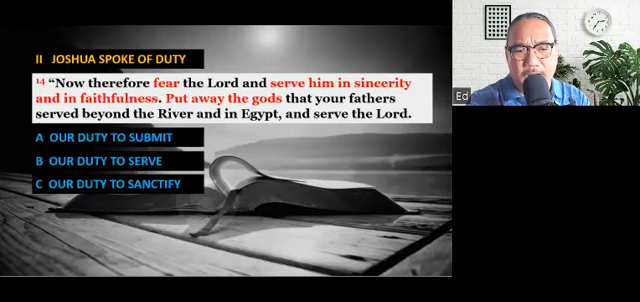 II JOSHUA SPOKE OF DUTY
14 “Now therefore fear the Lord and serve him in sincerity
and in faithfulness. Put away the gods that your fathers
served beyond the River and in Egypt, and serve the Lord.
A OUR DUTY TO SUBMIT
B OUR DUTY TO SERVE
C OUR DUTY TO SANCTIFY
Ed